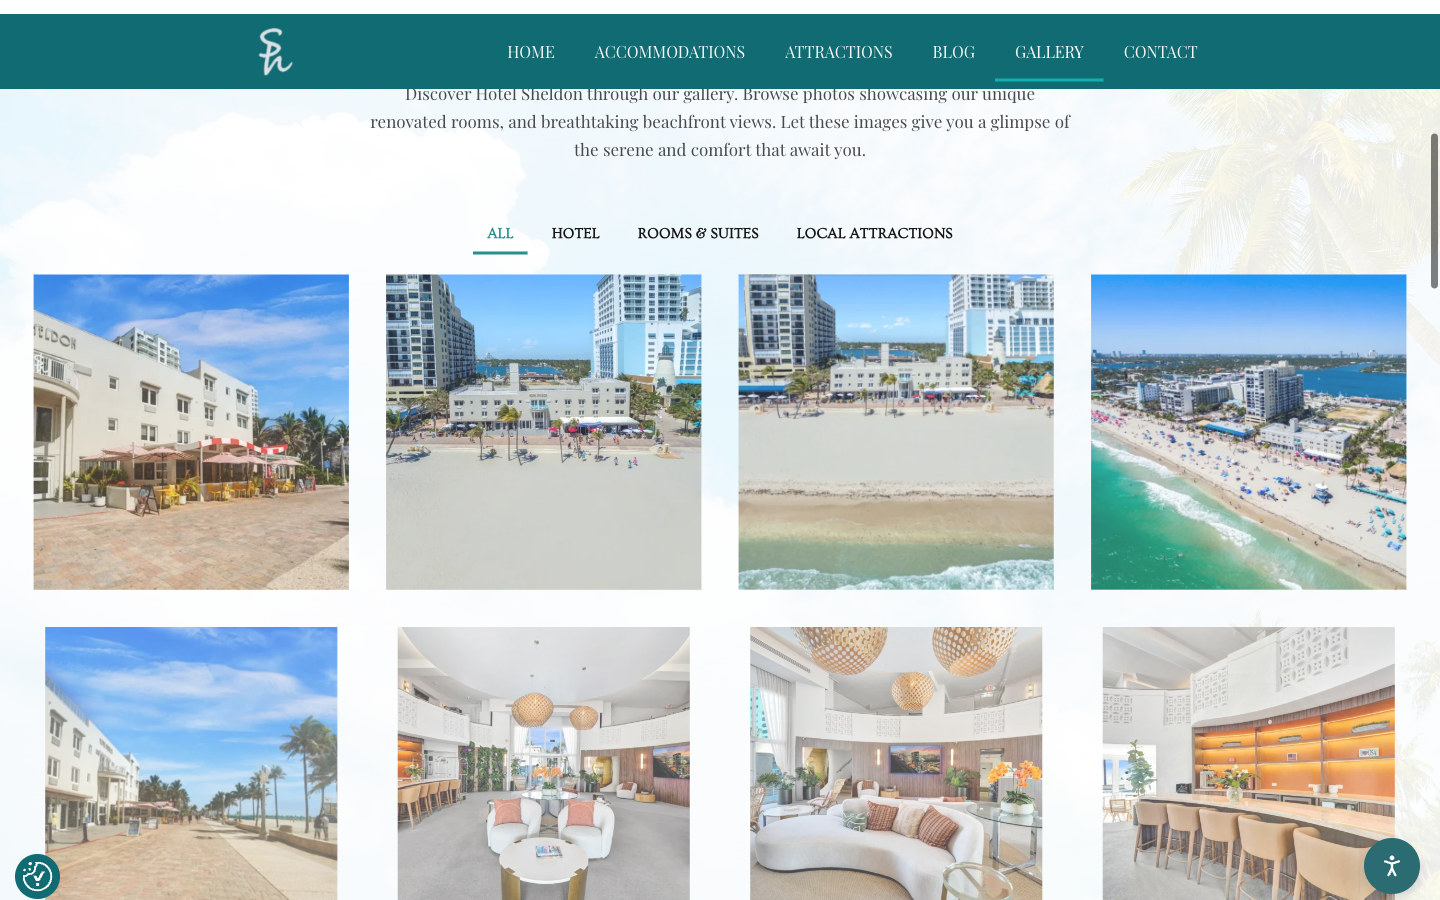 Sh
HOME ACCOMMODATIONS ATTRACTIONS BLOG GALLERY CONTACT
Discover Hotel Sheldon through our gallery. Browse photos showcasing our unique
renovated rooms, and breathtaking beachfront views. Let these images give you a glimpse of
the serene and comfort that await you.
ALL HOTEL ROOMS & SUITES LOCAL ATTRACTIONS
ELDON